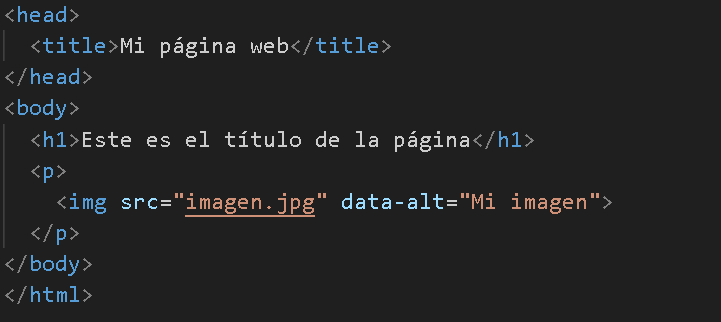 <head>
  <title>Mi página web</title>
</head>
<body>
  <h1>Este es el título de la página</h1>
  <p>
    <img src="imagen.jpg" data-alt="Mi imagen">
  </p>
</body>
</html>